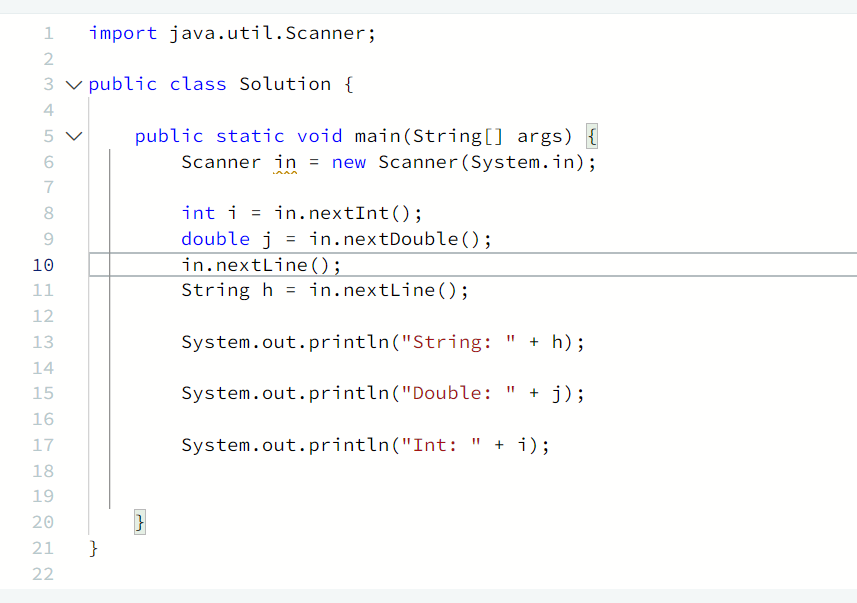 1 import java.util.Scanner;
2
3 public class Solution {
4
5 public static void main(String[] args) {
6 Scanner in = new Scanner(System.in);
7
8 int i = in.nextInt();
9 double j = in.nextDouble();
10 in.nextLine();
11 String h = in.nextLine();
12
13 System.out.println("String: " + h);
14
15 System.out.println("Double: " + j);
16
17 System.out.println("Int: " + i);
18
19
20 }
21 }
22